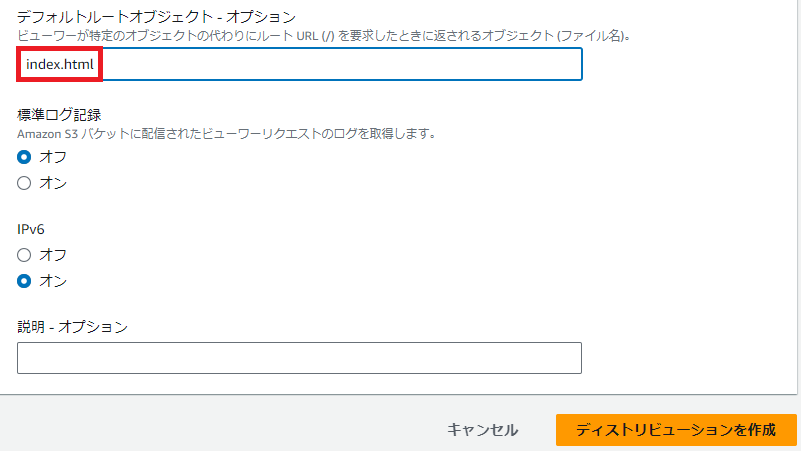 デフォルトルートオブジェクト - オプション
ビューワーが特定のオブジェクトの代わりにルート URL (/) を要求したときに返されるオブジェクト (ファイル名)。
index.html
標準ログ記録
Amazon S3 バケットに配信されたビューワーリクエストのログを取得します。
オフ
オン
IPv6
オフ
オン
説明 - オプション
キャンセル
ディストリビューションを作成